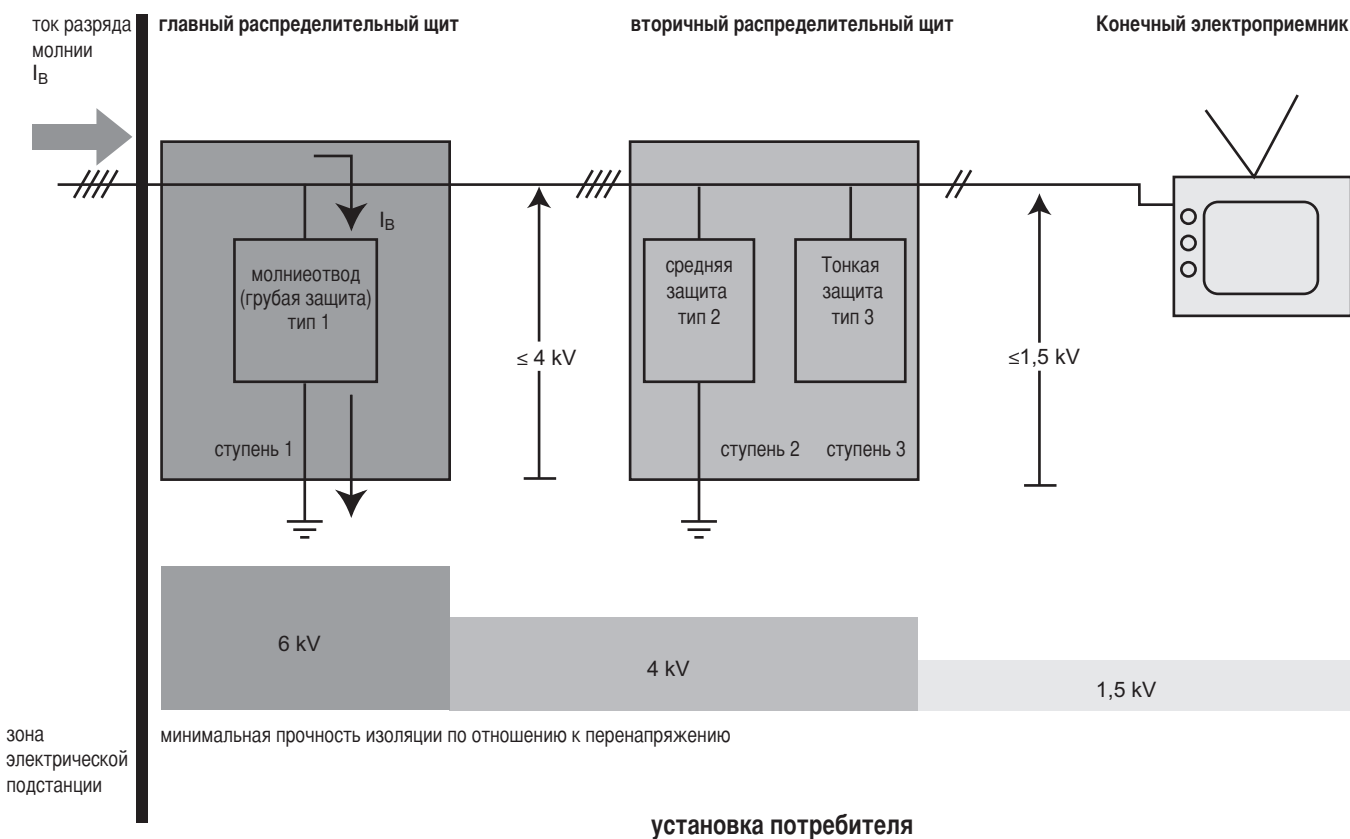 ток разряда
молнии
I_B
главный распределительный щит
вторичный распределительный щит
Конечный электроприемник
I_B
молниеотвод
(грубая защита)
тип 1
ступень 1
≤ 4 kV
средняя
защита
тип 2
Тонкая
защита
тип 3
ступень 2
ступень 3
≤1,5 kV
6 kV
4 kV
1,5 kV
зона
электрической
подстанции
минимальная прочность изоляции по отношению к перенапряжению
установка потребителя